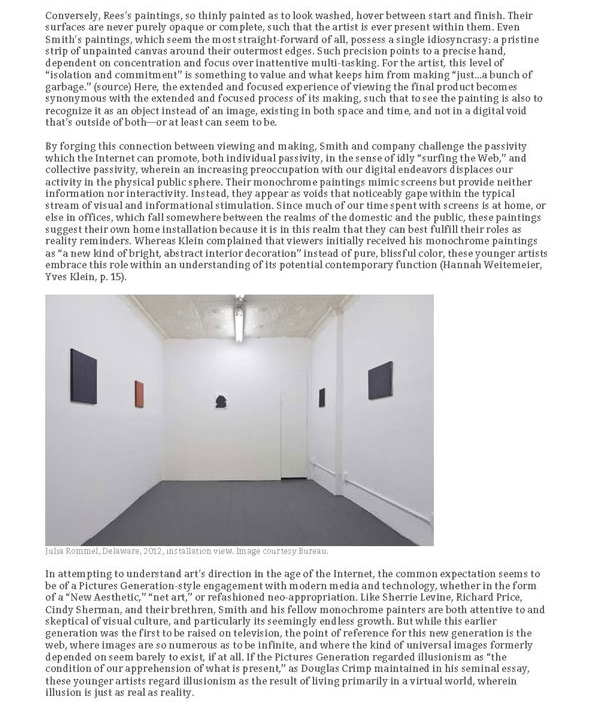 Conversely, Rees's paintings, so thinly painted as to look washed, hover between start and finish. Their
surfaces are never purely opaque or complete, such that the artist is ever present within them. Even
Smith's paintings, which seem the most straight-forward of all, possess a single idiosyncrasy: a pristine
strip of unpainted canvas around their outermost edges. Such precision points to a precise hand,
dependent on concentration and focus over inattentive multi-tasking. For the artist, this level of
“isolation and commitment” is something to value and what keeps him from making “just...a bunch of
garbage.” (source) Here, the extended and focused experience of viewing the final product becomes
synonymous with the extended and focused process of its making, such that to see the painting is also to
recognize it as an object instead of an image, existing in both space and time, and not in a digital void
that's outside of both—or at least can seem to be.
By forging this connection between viewing and making, Smith and company challenge the passivity
which the Internet can promote, both individual passivity, in the sense of idly “surfing the Web,” and
collective passivity, wherein an increasing preoccupation with our digital endeavors displaces our
activity in the physical public sphere. Their monochrome paintings mimic screens but provide neither
information nor interactivity. Instead, they appear as voids that noticeably gape within the typical
stream of visual and informational stimulation. Since much of our time spent with screens is at home, or
else in offices, which fall somewhere between the realms of the domestic and the public, these paintings
suggest their own home installation because it is in this realm that they can best fulfill their roles as
reality reminders. Whereas Klein complained that viewers initially received his monochrome paintings
as “a new kind of bright, abstract interior decoration” instead of pure, blissful color, these younger artists
embrace this role within an understanding of its potential contemporary function (Hannah Weitemeier,
Yves Klein, p. 15).
Julia Rommel, Delaware, 2012, installation view. Image courtesy Bureau.
In attempting to understand art's direction in the age of the Internet, the common expectation seems to
be of a Pictures Generation-style engagement with modern media and technology, whether in the form
of a “New Aesthetic,” “net art,” or refashioned neo-appropriation. Like Sherrie Levine, Richard Price,
Cindy Sherman, and their brethren, Smith and his fellow monochrome painters are both attentive to and
skeptical of visual culture, and particularly its seemingly endless growth. But while this earlier
generation was the first to be raised on television, the point of reference for this new generation is the
web, where images are so numerous as to be infinite, and where the kind of universal images formerly
depended on seem barely to exist, if at all. If the Pictures Generation regarded illusionism as “the
condition of our apprehension of what is present,” as Douglas Crimp maintained in his seminal essay,
these younger artists regard illusionism as the result of living primarily in a virtual world, wherein
illusion is just as real as reality.